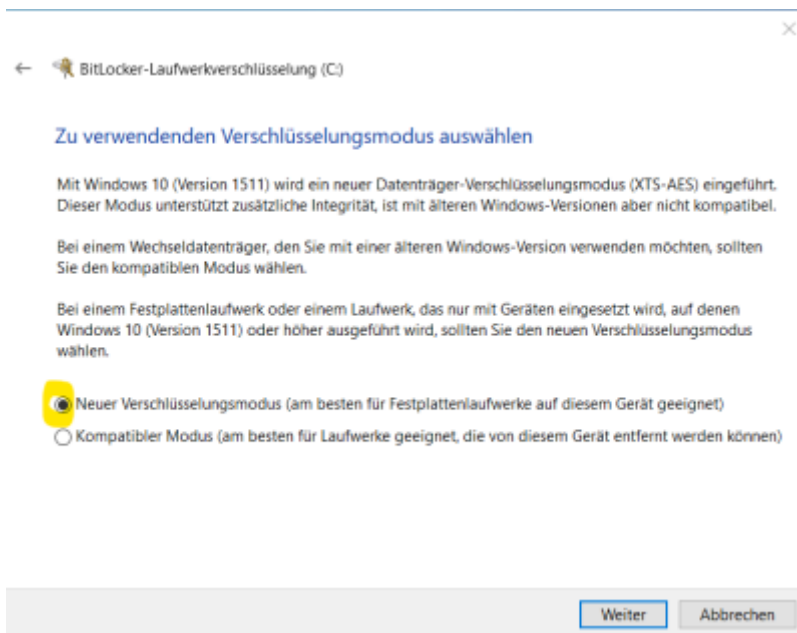 BitLocker-Laufwerkverschlüsselung (C:)
Zu verwendenden Verschlüsselungsmodus auswählen
Mit Windows 10 (Version 1511) wird ein neuer Datenträger-Verschlüsselungsmodus (XTS-AES) eingeführt.
Dieser Modus unterstützt zusätzliche Integrität, ist mit älteren Windows-Versionen aber nicht kompatibel.
Bei einem Wechseldatenträger, den Sie mit einer älteren Windows-Version verwenden möchten, sollten
Sie den kompatiblen Modus wählen.
Bei einem Festplattenlaufwerk oder einem Laufwerk, das nur mit Geräten eingesetzt wird, auf denen
Windows 10 (Version 1511) oder höher ausgeführt wird, sollten Sie den neuen Verschlüsselungsmodus
wählen.
Neuer Verschlüsselungsmodus (am besten für Festplattenlaufwerke auf diesem Gerät geeignet)
Kompatibler Modus (am besten für Laufwerke geeignet, die von diesem Gerät entfernt werden können)
Weiter Abbrechen